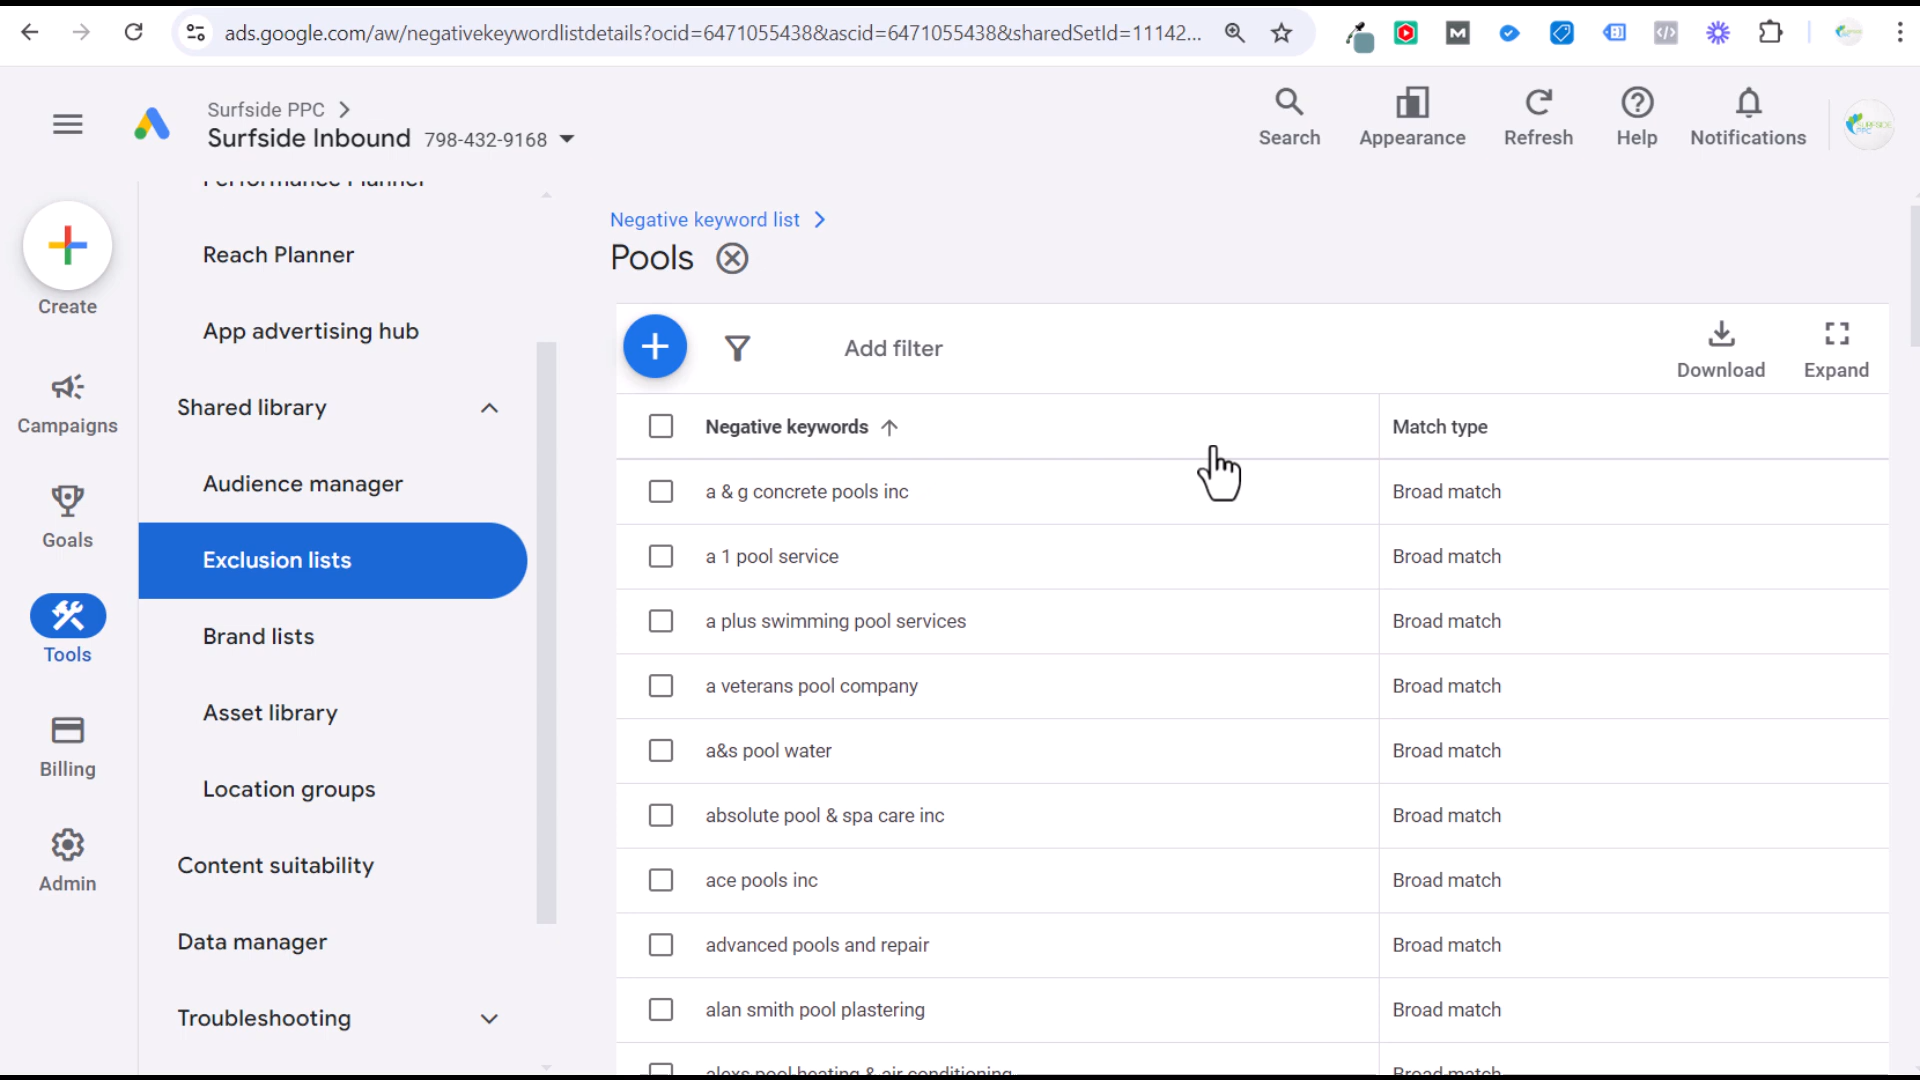 ads.google.com/aw/negativekeywordlistdetails?ocid=6471055438&ascid=6471055438&sharedSetId=11142...
Surfside PPC
Surfside Inbound 798-432-9168
Search
Appearance
Refresh
Help
Notifications
Create
Campaigns
Goals
Tools
Billing
Admin
Performance Planner
Reach Planner
App advertising hub
Shared library
Audience manager
Exclusion lists
Brand lists
Asset library
Location groups
Content suitability
Data manager
Troubleshooting
Negative keyword list
Pools
Add filter
Download
Expand
Negative keywords Match type
a & g concrete pools inc Broad match
a 1 pool service Broad match
a plus swimming pool services Broad match
a veterans pool company Broad match
a&s pool water Broad match
absolute pool & spa care inc Broad match
ace pools inc Broad match
advanced pools and repair Broad match
alan smith pool plastering Broad match
alexs pool heating & air conditioning Broad match